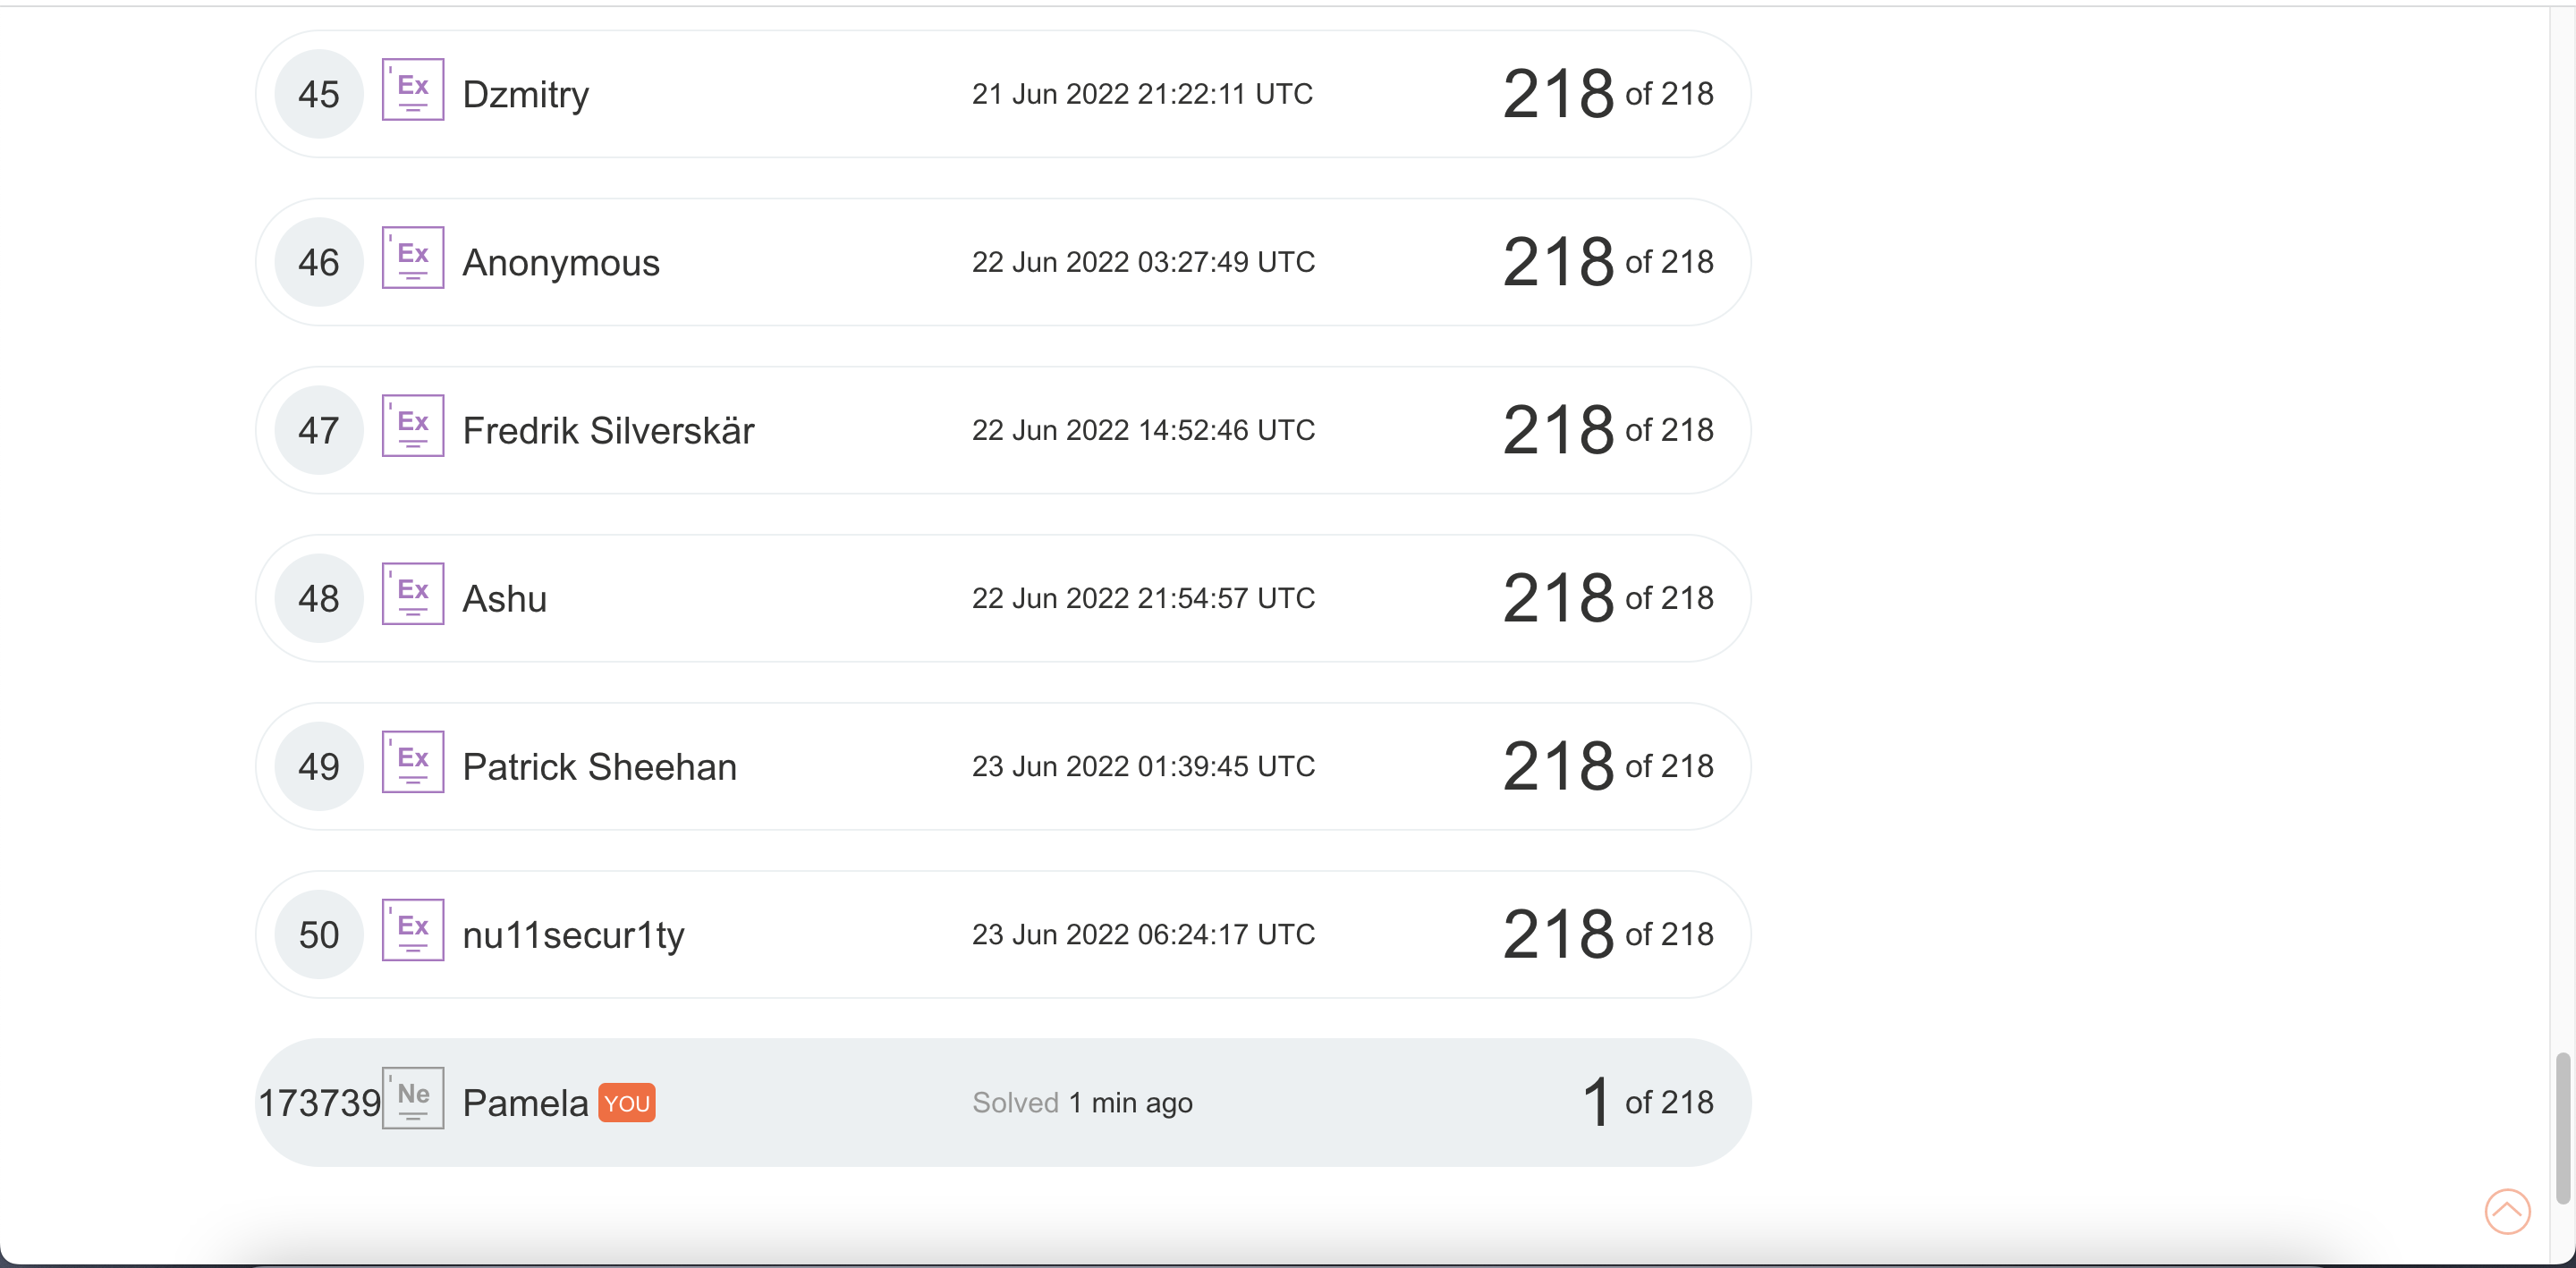 45 Ex Dzmitry 21 Jun 2022 21:22:11 UTC 218 of 218
46 Ex Anonymous 22 Jun 2022 03:27:49 UTC 218 of 218
47 Ex Fredrik Silverskär 22 Jun 2022 14:52:46 UTC 218 of 218
48 Ex Ashu 22 Jun 2022 21:54:57 UTC 218 of 218
49 Ex Patrick Sheehan 23 Jun 2022 01:39:45 UTC 218 of 218
50 Ex nu11secur1ty 23 Jun 2022 06:24:17 UTC 218 of 218
173739 Ne Pamela YOU Solved 1 min ago 1 of 218